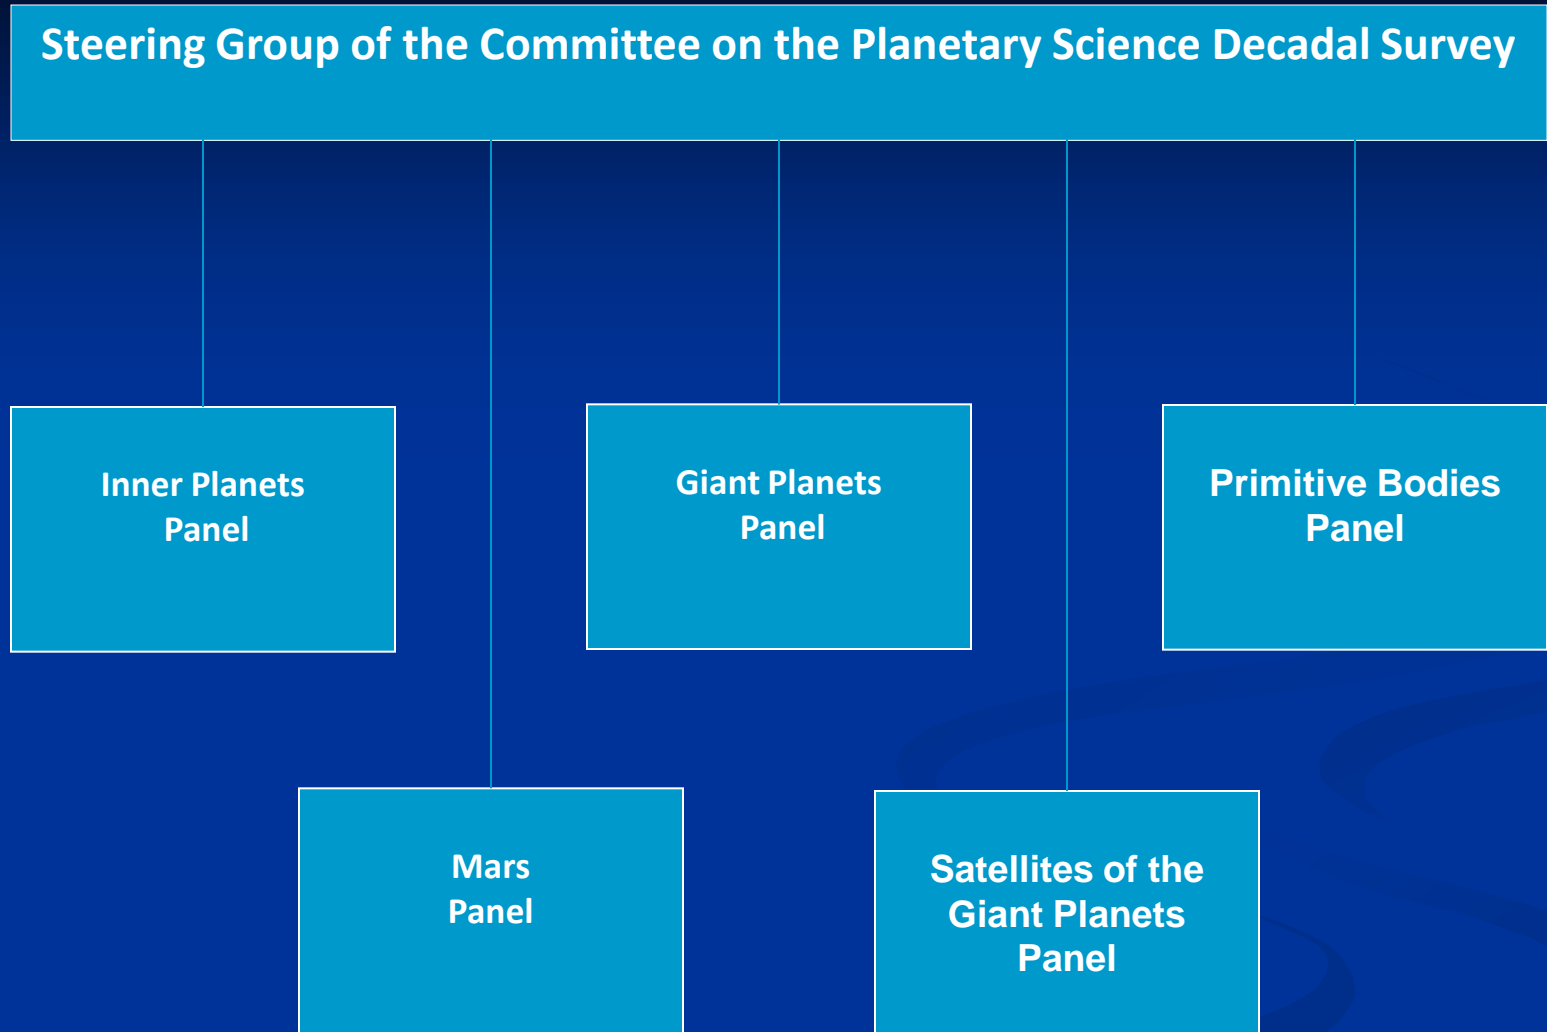 Steering Group of the Committee on the Planetary Science Decadal Survey
Inner Planets
Panel
Giant Planets
Panel
Primitive Bodies
Panel
Mars
Panel
Satellites of the
Giant Planets
Panel